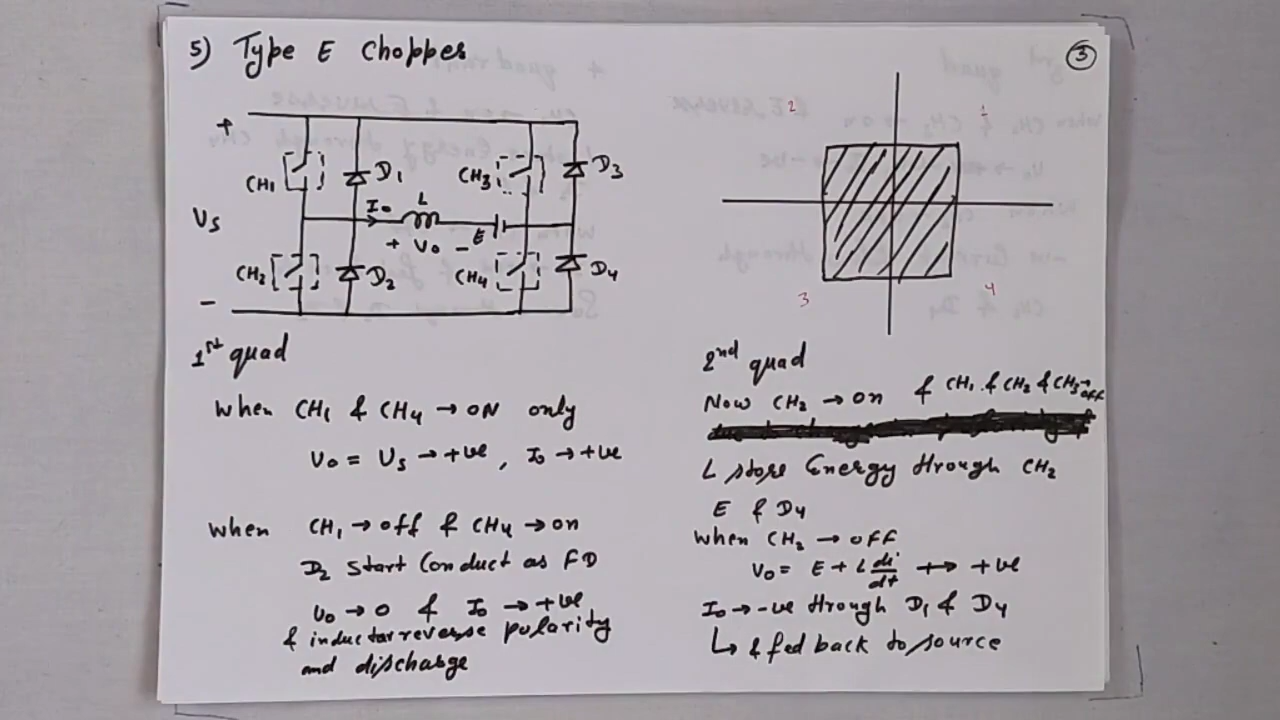 5) Type E Chopper
3
+
CH1
D1
CH3
D3
Vs
Io
L
+ Vo -
E
CH2
D2
CH4
D4
-
2
1
3
4
1st quad
When CH1 & CH4 → ON only
Vo = Vs → +ve, Io → +ve
When CH1 → off & CH4 → on
D2 Start Conduct as FD
Vo → 0 & Io → +ve
& inductor reverse polarity
and discharge
2nd quad
Now CH2 → on & CH1 & CH2 & CH3 → off
L store Energy through CH2
E & D4
When CH2 → OFF
Vo = E + L di/dt → +ve
Io → -ve through D1 & D4
↳ & fed back to source